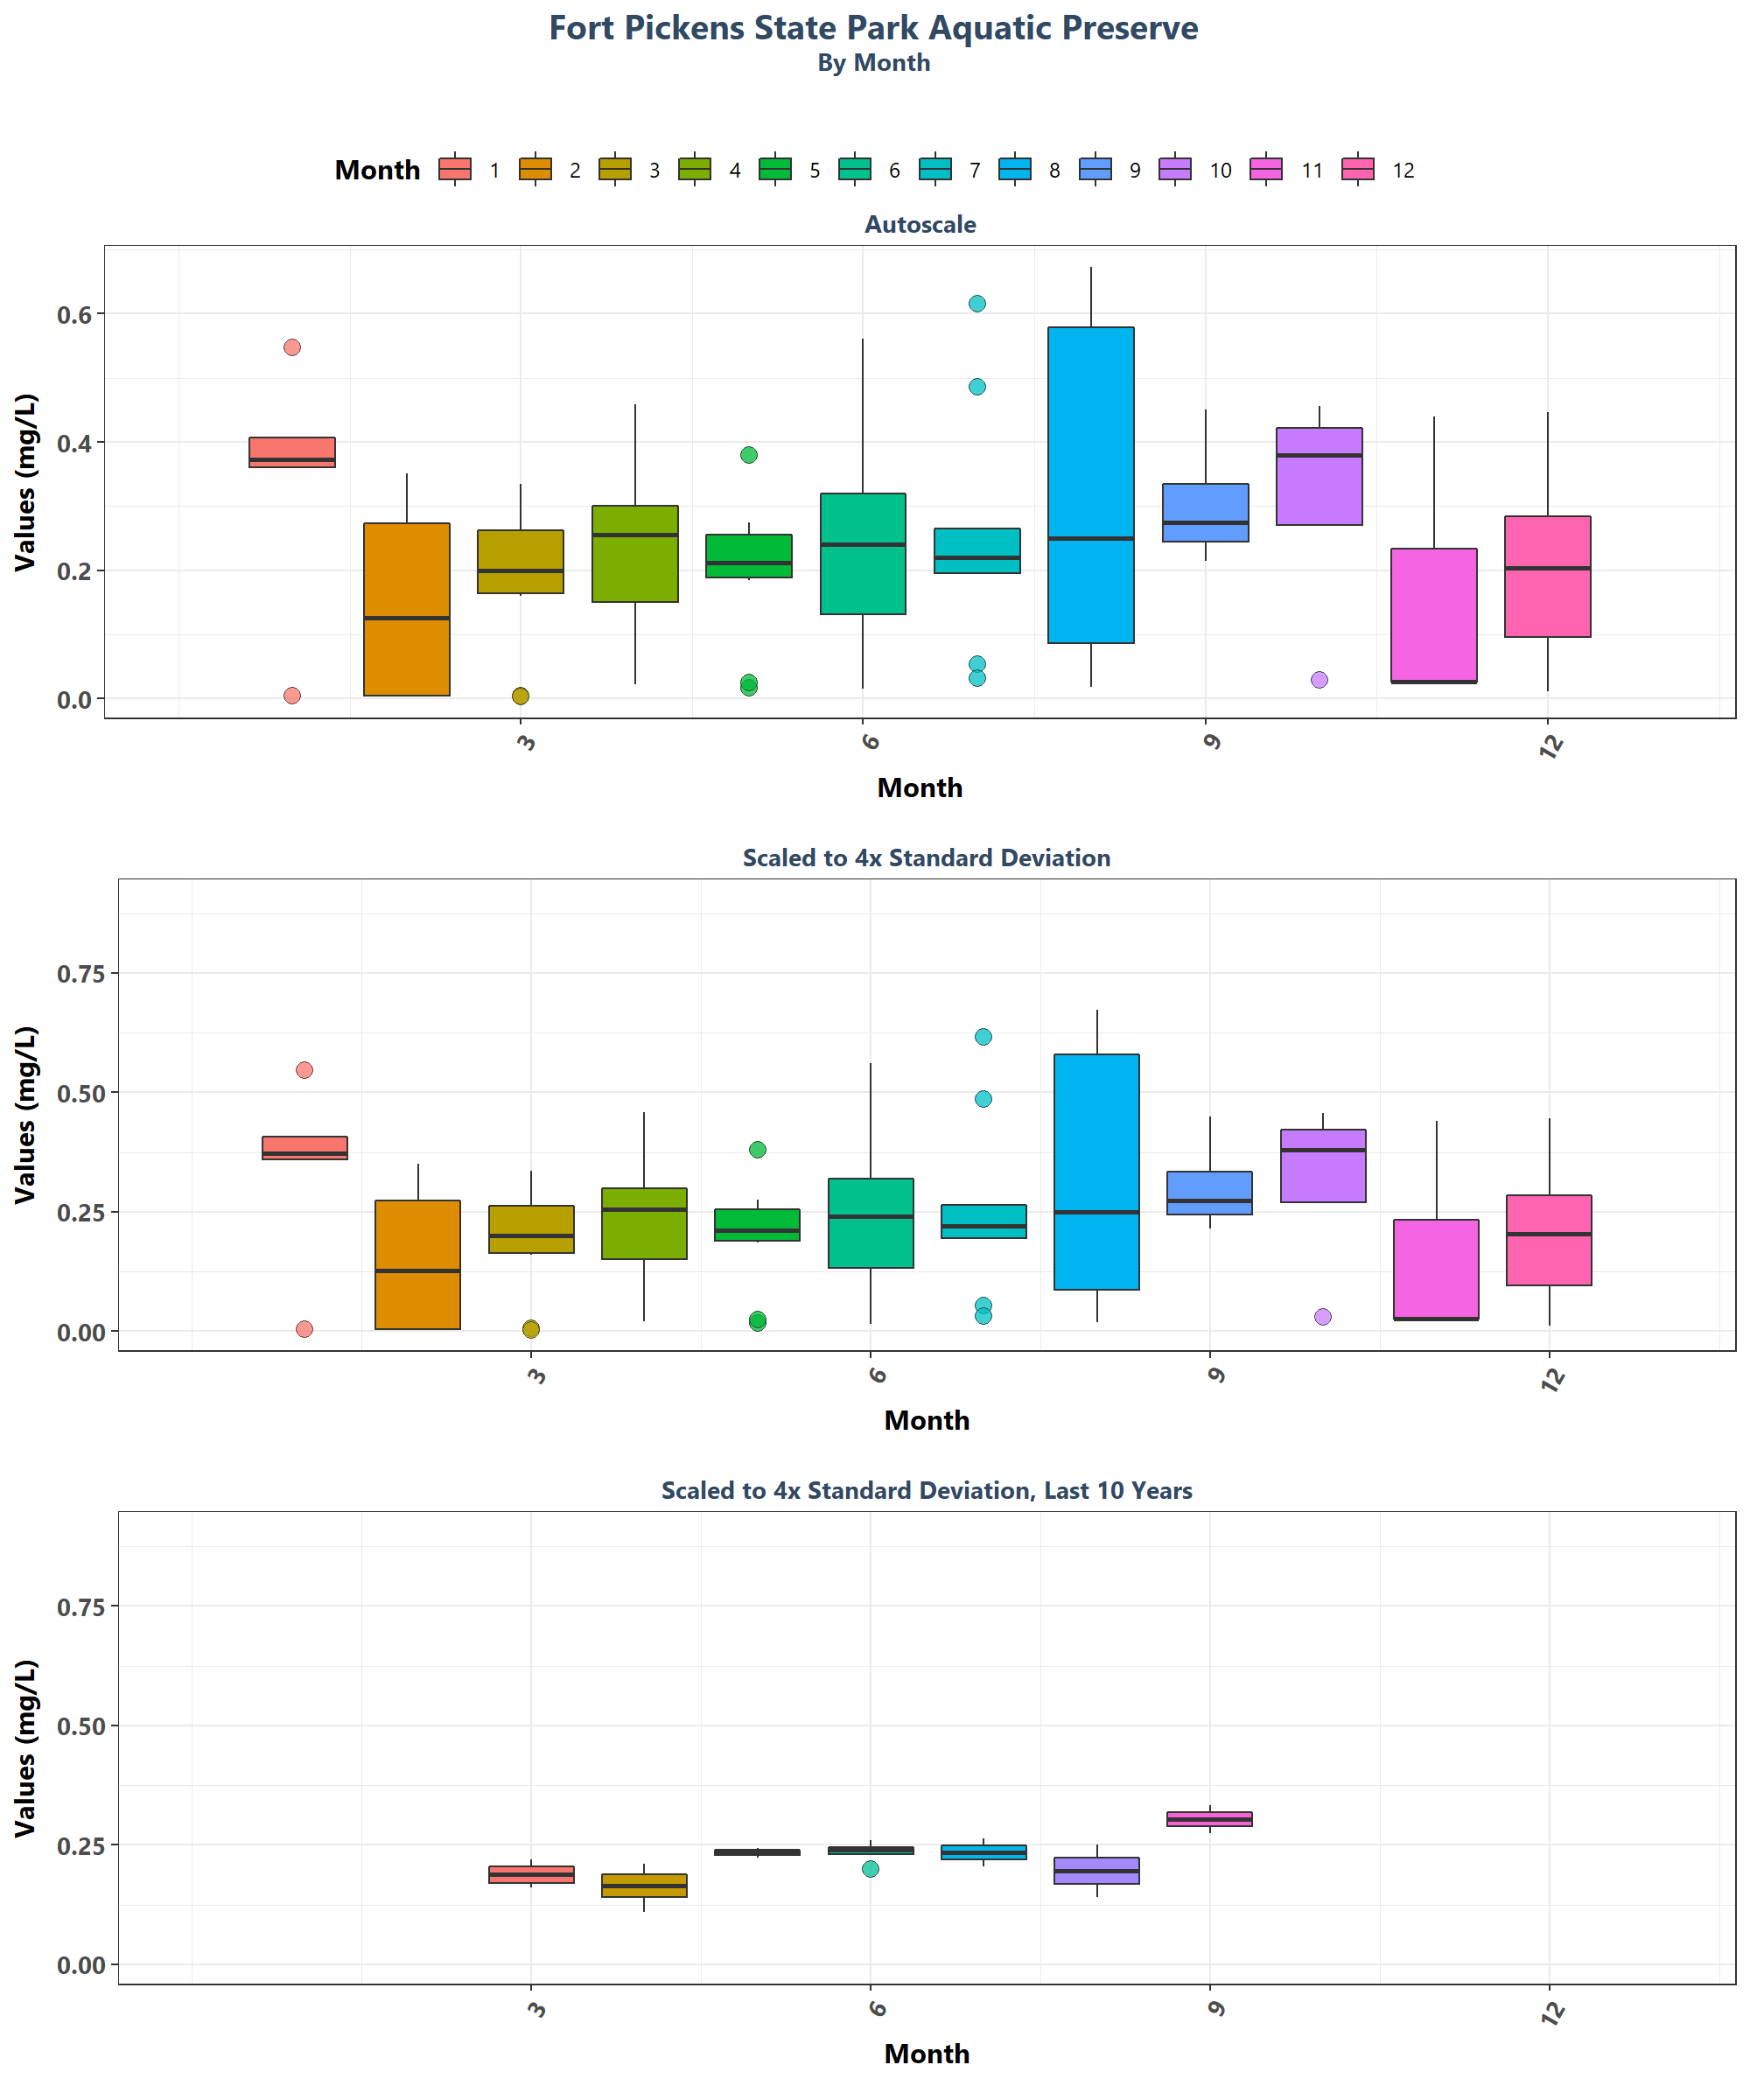 Fort Pickens State Park Aquatic Preserve
By Month
Month 1 2 3 4 5 6 7 8 9 10 11 12
Autoscale
Values (mg/L)
0.6
0.4
0.2
0.0
3 6 9 12
Month
Scaled to 4x Standard Deviation
Values (mg/L)
0.75
0.50
0.25
0.00
3 6 9 12
Month
Scaled to 4x Standard Deviation, Last 10 Years
Values (mg/L)
0.75
0.50
0.25
0.00
3 6 9 12
Month